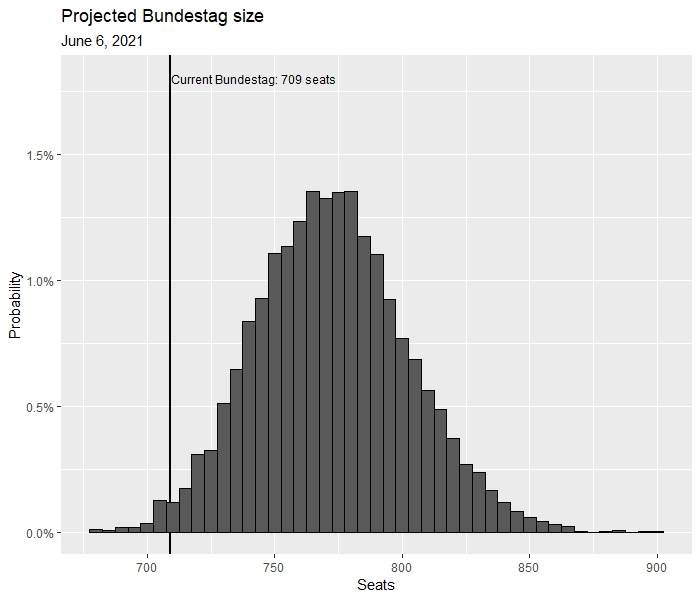 Projected Bundestag size
June 6, 2021
Current Bundestag: 709 seats
1.5%
1.0%
0.5%
0.0%
Probability
700 750 800 850 900
Seats